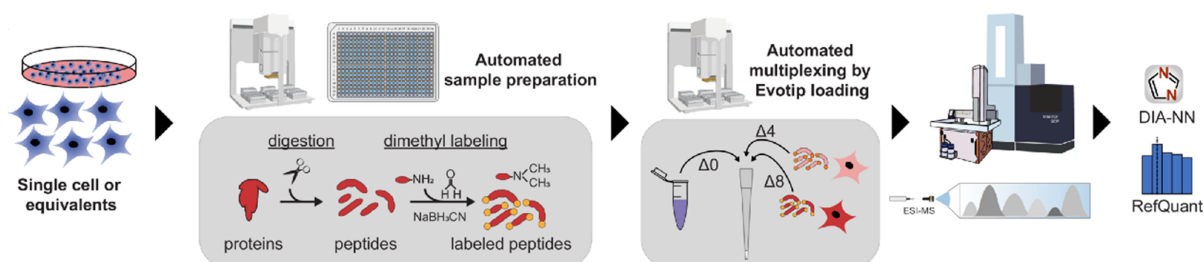 Single cell or
equivalents
Automated
sample preparation
digestion
dimethyl labeling
NH₂
N
CH₃
CH₃
O
H H
NaBH3CN
proteins
peptides
labeled peptides
Automated
multiplexing by
Evotip loading
Δ0
Δ4
Δ8
ESI-MS
N
N
DIA-NN
RefQuant